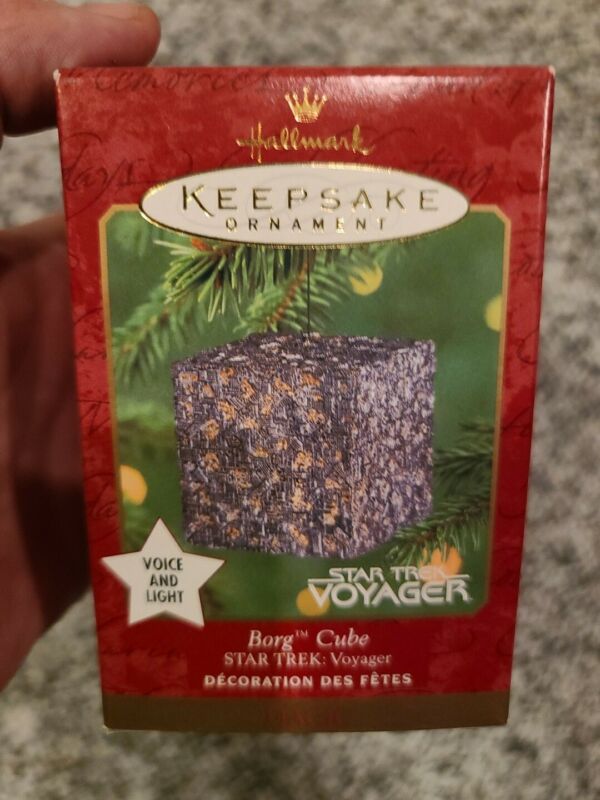 Hallmark
KEEPSAKE
ORNAMENT
VOICE
AND
LIGHT
STAR TREK
VOYAGER
Borg™ Cube
STAR TREK: Voyager
DÉCORATION DES FÊTES